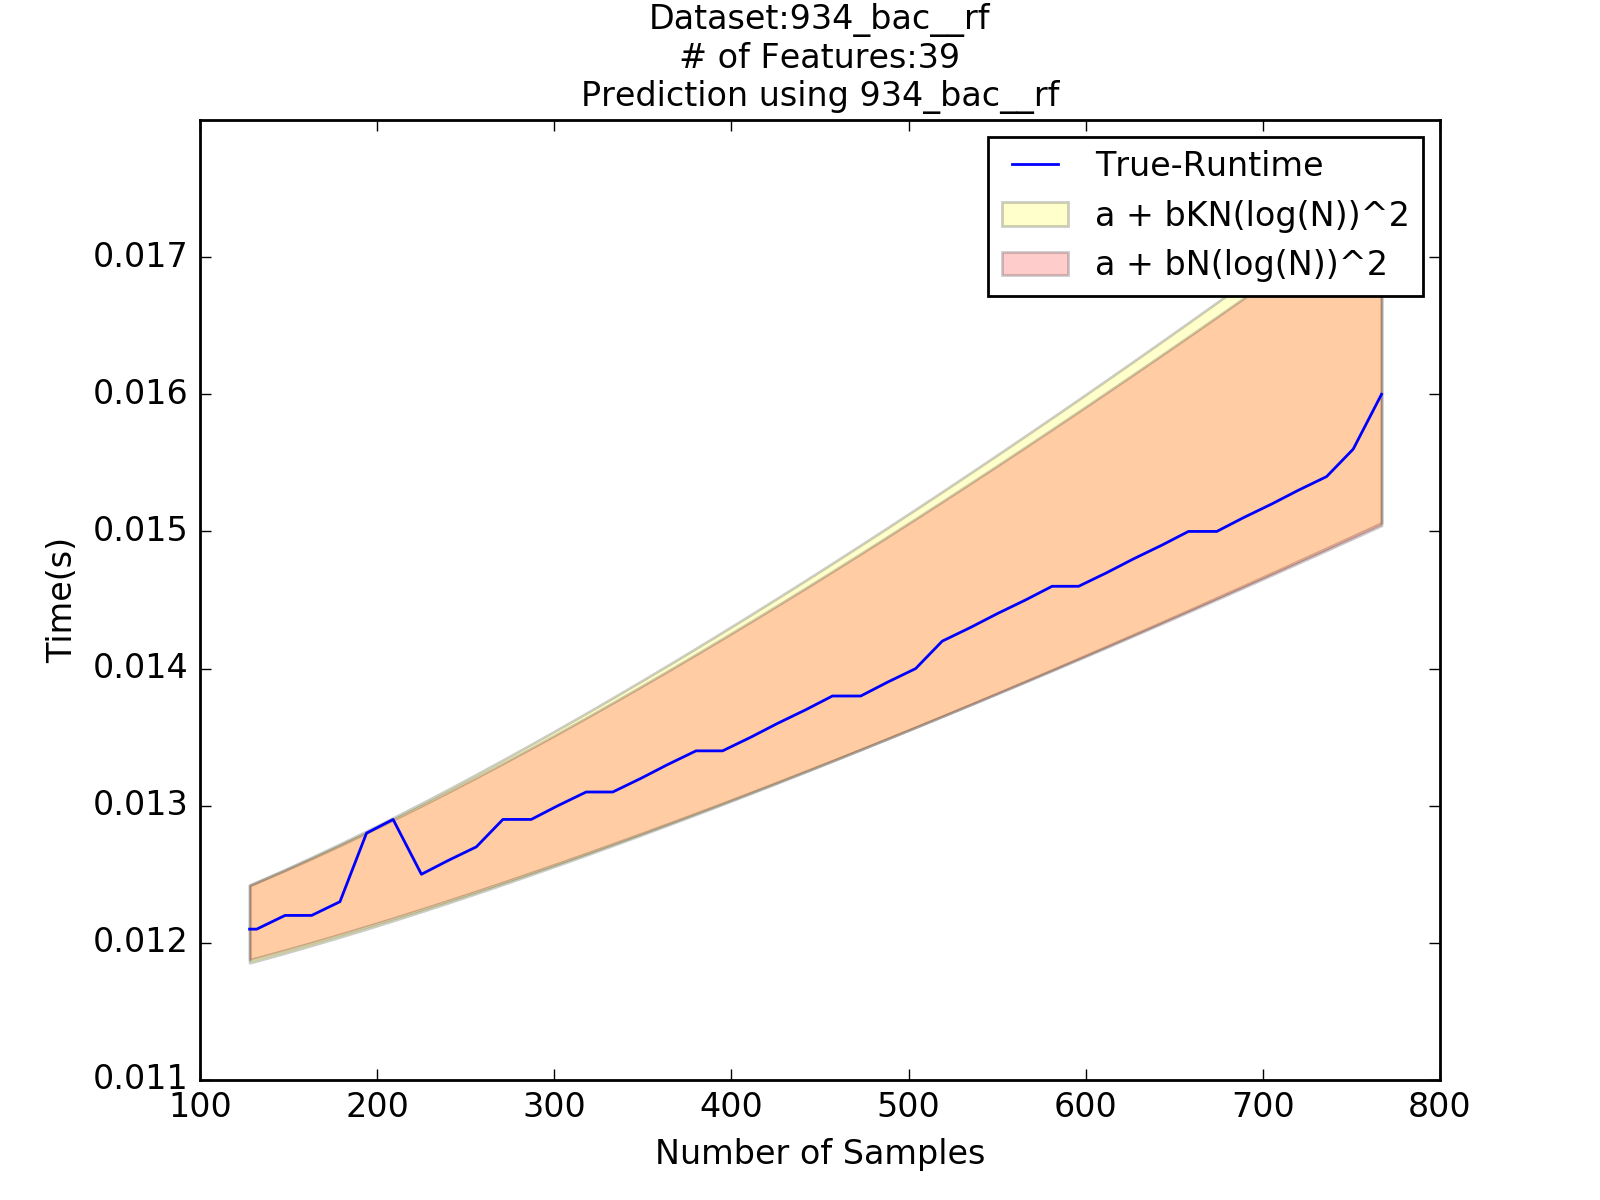 Dataset:934_bac__rf
# of Features:39
Prediction using 934_bac__rf
True-Runtime
a + bKN(log(N))^2
a + bN(log(N))^2
0.017
0.016
0.015
0.014
0.013
0.012
0.011
Time(s)
100 200 300 400 500 600 700 800
Number of Samples